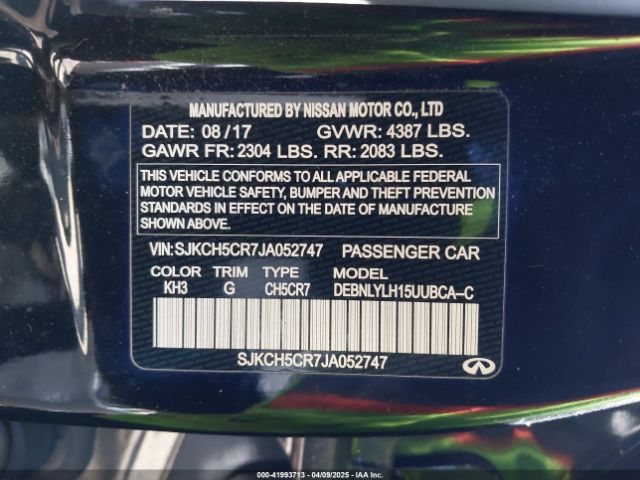 MANUFACTURED BY NISSAN MOTOR CO., LTD
DATE: 08/17 GVWR: 4387 LBS.
GAWR FR: 2304 LBS. RR: 2083 LBS.
THIS VEHICLE CONFORMS TO ALL APPLICABLE FEDERAL
MOTOR VEHICLE SAFETY, BUMPER AND THEFT PREVENTION
STANDARDS IN EFFECT ON THE DATE OF MANUFACTURE
SHOWN ABOVE.
VIN: SJKCH5CR7JA052747 PASSENGER CAR
COLOR TRIM TYPE MODEL
KH3 G CH5CR7 DEBNLYLH15UUBCA-C
SJKCH5CR7JA052747
000-41993713 - 04/09/2025 - IAA Inc.